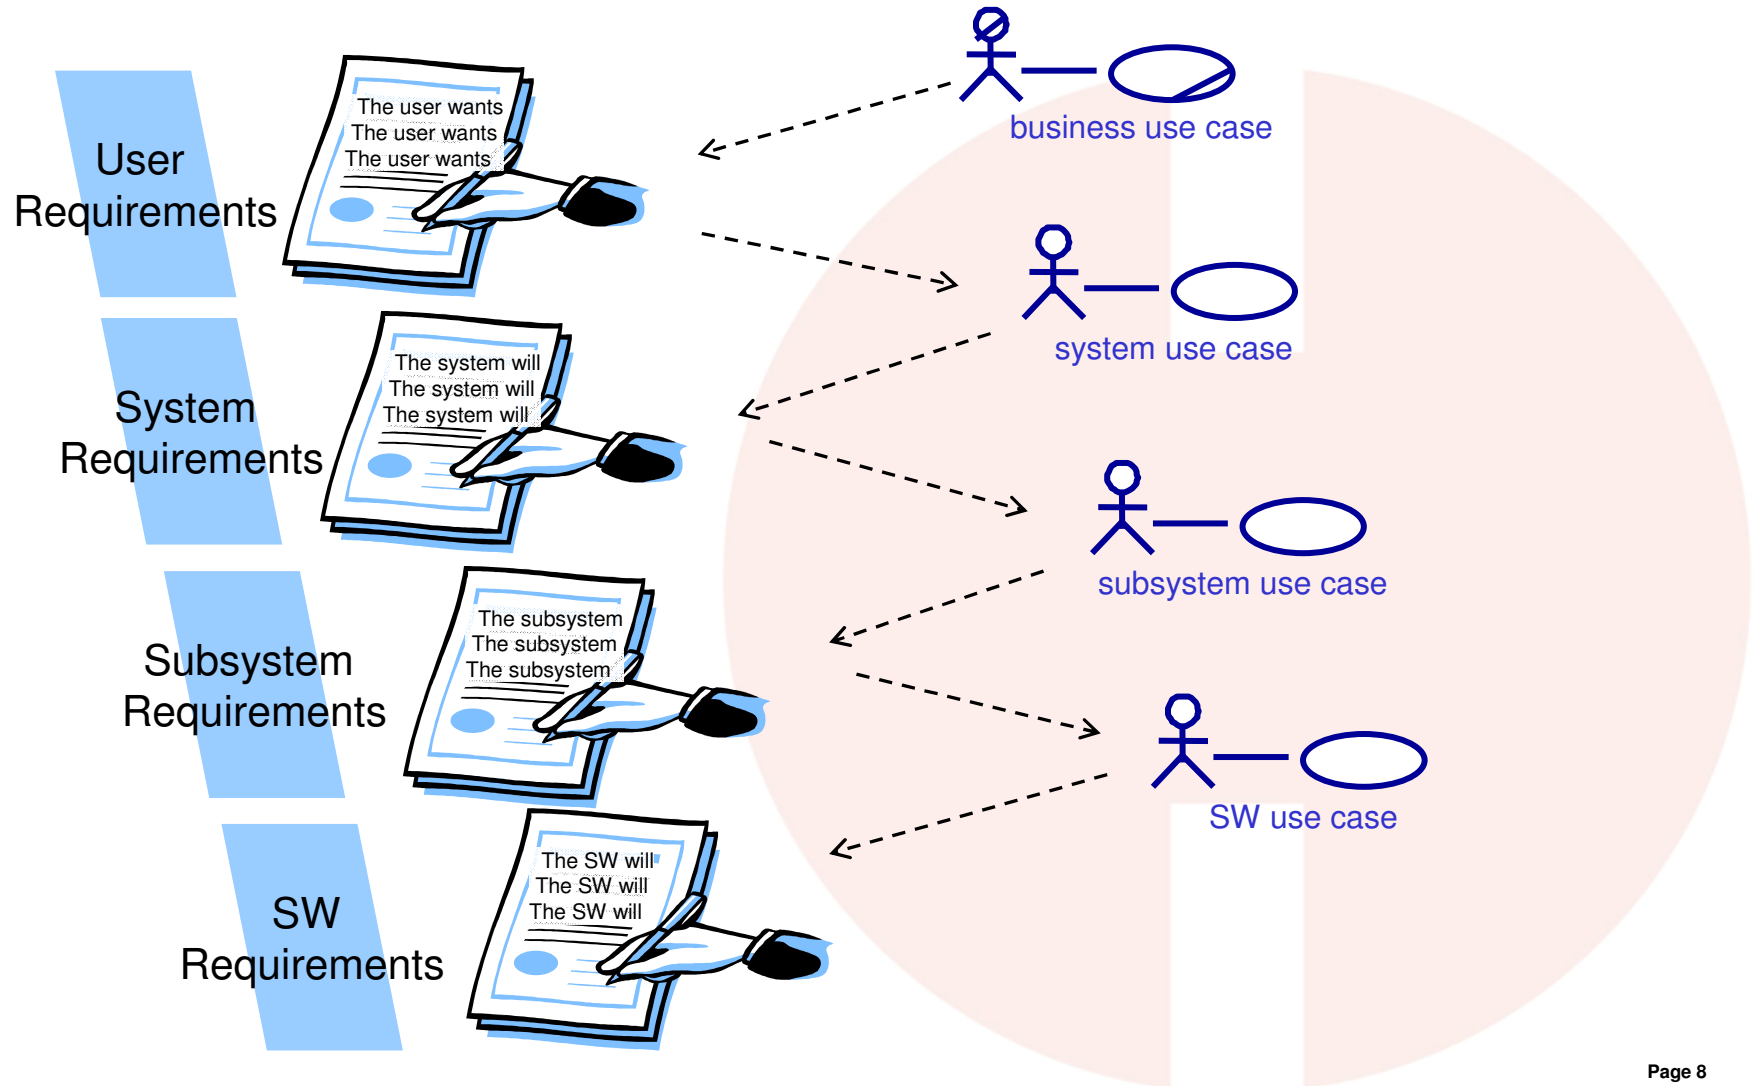 business use case
User
Requirements
The user wants
The user wants
The user wants
system use case
System
Requirements
The system will
The system will
The system will
subsystem use case
Subsystem
Requirements
The subsystem
The subsystem
The subsystem
SW use case
SW
Requirements
The SW will
The SW will
The SW will
Page 8